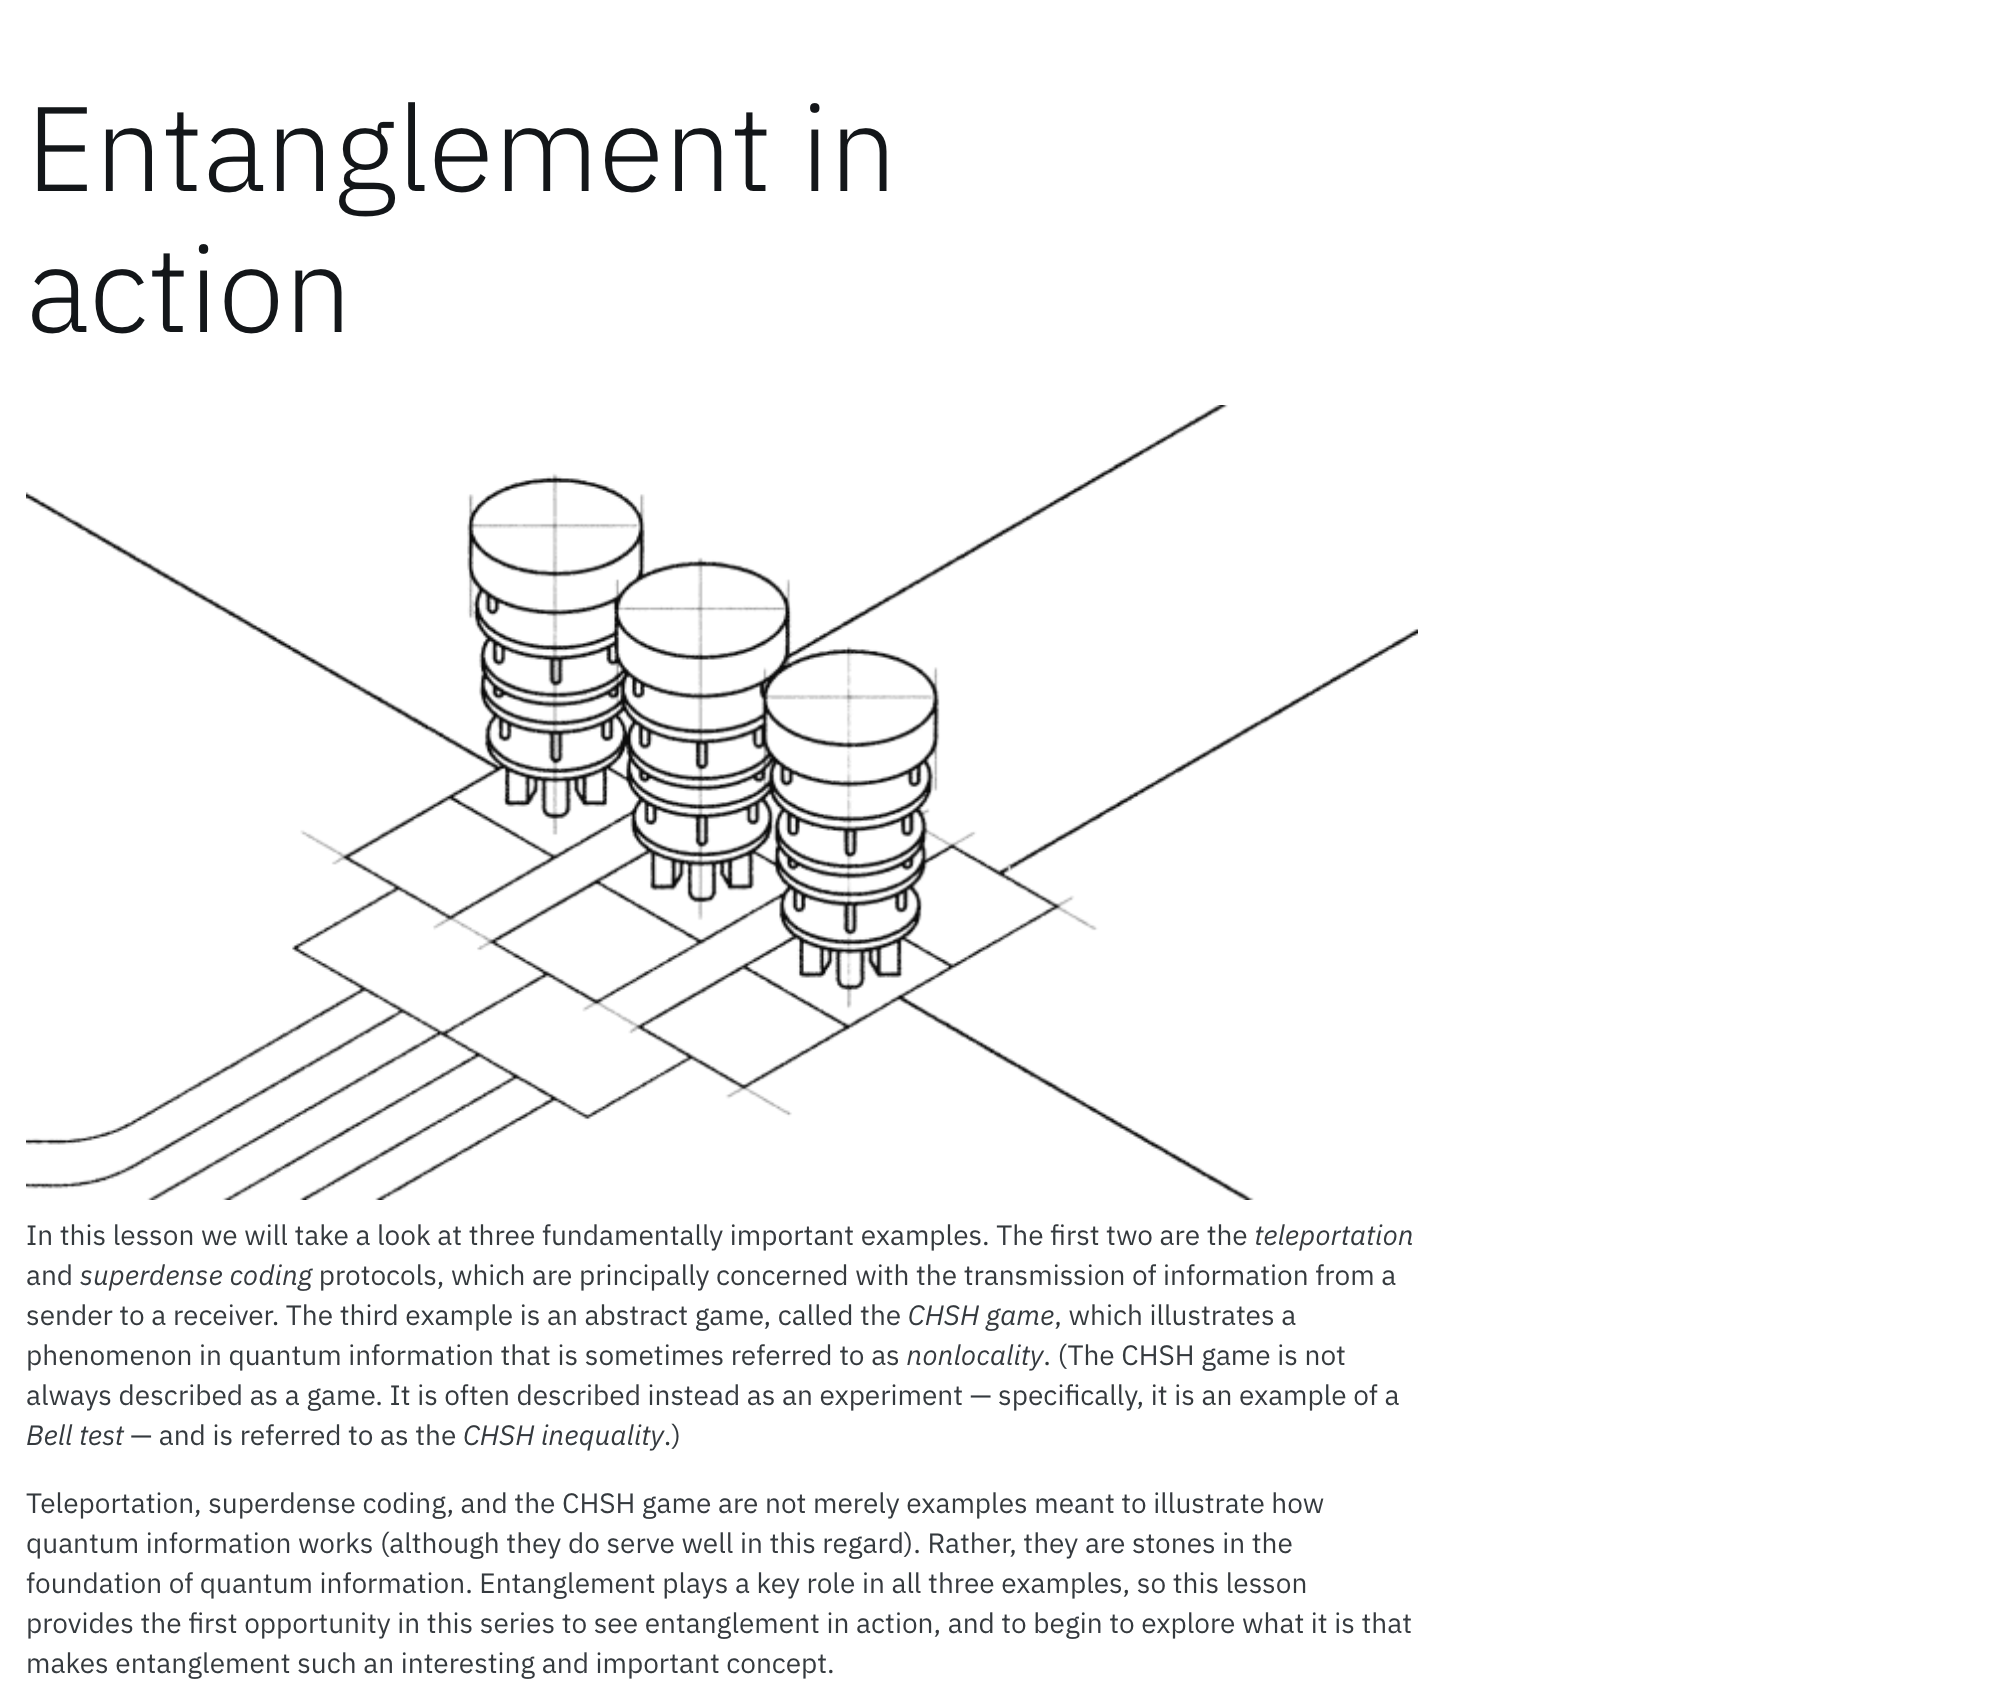 Entanglement in
action
In this lesson we will take a look at three fundamentally important examples. The first two are the teleportation
and superdense coding protocols, which are principally concerned with the transmission of information from a
sender to a receiver. The third example is an abstract game, called the CHSH game, which illustrates a
phenomenon in quantum information that is sometimes referred to as nonlocality. (The CHSH game is not
always described as a game. It is often described instead as an experiment — specifically, it is an example of a
Bell test — and is referred to as the CHSH inequality.)
Teleportation, superdense coding, and the CHSH game are not merely examples meant to illustrate how
quantum information works (although they do serve well in this regard). Rather, they are stones in the
foundation of quantum information. Entanglement plays a key role in all three examples, so this lesson
provides the first opportunity in this series to see entanglement in action, and to begin to explore what it is that
makes entanglement such an interesting and important concept.